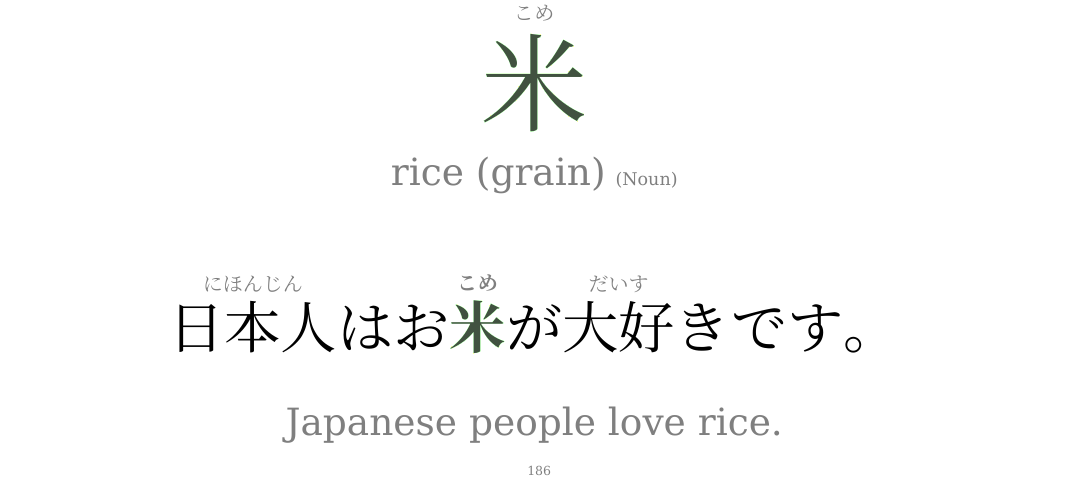 こめ
米
rice (grain) (Noun)
にほんじん こめ だいす
日本人はお米が大好きです。
Japanese people love rice.
186